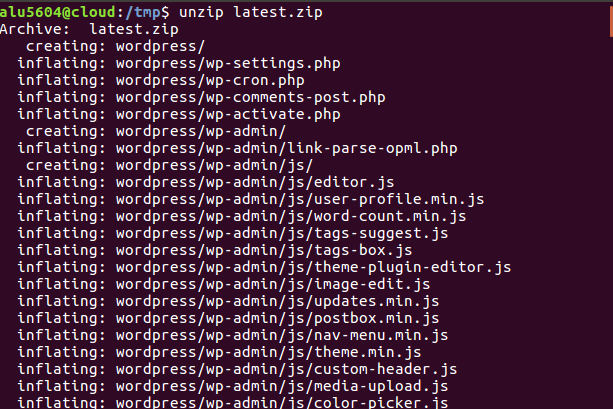 alu5604@cloud:/tmp$ unzip latest.zip
Archive:  latest.zip
   creating: wordpress/
  inflating: wordpress/wp-settings.php
  inflating: wordpress/wp-cron.php
  inflating: wordpress/wp-comments-post.php
  inflating: wordpress/wp-activate.php
   creating: wordpress/wp-admin/
  inflating: wordpress/wp-admin/link-parse-opml.php
   creating: wordpress/wp-admin/js/
  inflating: wordpress/wp-admin/js/editor.js
  inflating: wordpress/wp-admin/js/user-profile.min.js
  inflating: wordpress/wp-admin/js/word-count.min.js
  inflating: wordpress/wp-admin/js/tags-suggest.js
  inflating: wordpress/wp-admin/js/tags-box.js
  inflating: wordpress/wp-admin/js/theme-plugin-editor.js
  inflating: wordpress/wp-admin/js/image-edit.js
  inflating: wordpress/wp-admin/js/updates.min.js
  inflating: wordpress/wp-admin/js/postbox.min.js
  inflating: wordpress/wp-admin/js/nav-menu.min.js
  inflating: wordpress/wp-admin/js/theme.min.js
  inflating: wordpress/wp-admin/js/custom-header.js
  inflating: wordpress/wp-admin/js/media-upload.js
  inflating: wordpress/wp-admin/js/color-picker.js